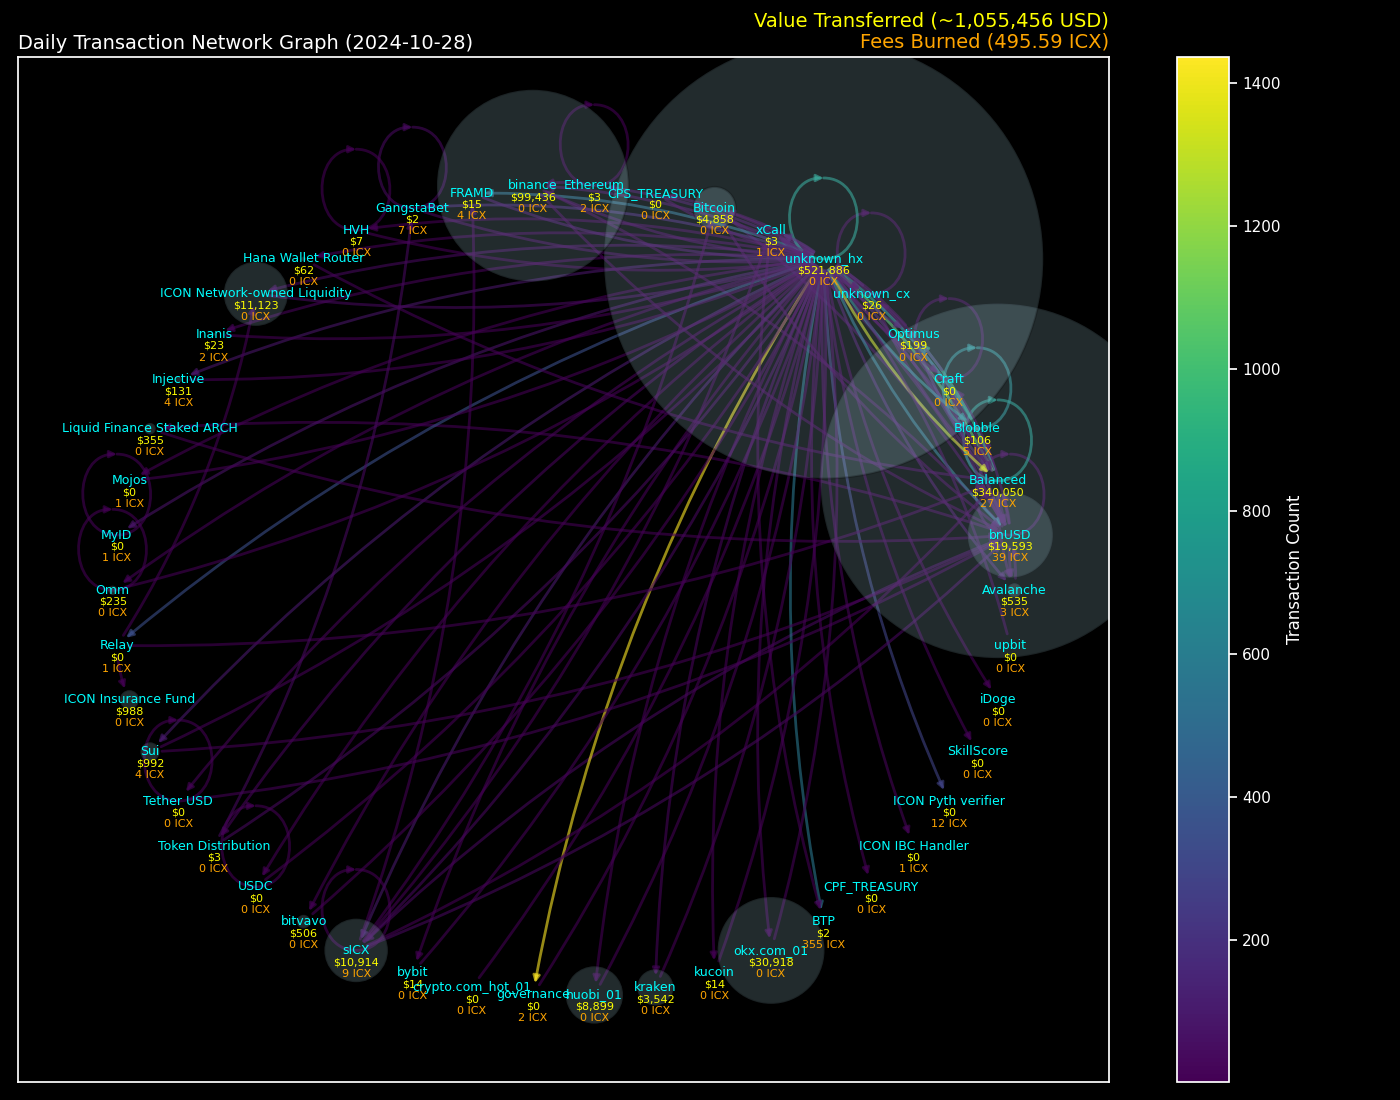 Value Transferred (~1,055,456 USD)
Daily Transaction Network Graph (2024-10-28)
Fees Burned (495.59 ICX)
FRAMD
$15
4 ICX
binance
$99,436
0 ICX
Ethereum
$3
2 ICX
CPS_TREASURY
$0
0 ICX
Bitcoin
$4,858
0 ICX
GangstaBet
$2
7 ICX
xCall
$3
1 ICX
HVH
$7
0 ICX
unknown_hx
$521,886
0 ICX
Hana Wallet Router
$62
0 ICX
unknown_cx
$26
0 ICX
ICON Network-owned Liquidity
$11,123
0 ICX
Optimus
$199
0 ICX
Inanis
$23
2 ICX
Craft
$0
0 ICX
Injective
$131
4 ICX
Blobble
$106
5 ICX
Liquid Finance Staked ARCH
$355
0 ICX
Balanced
$340,050
27 ICX
Mojos
$0
1 ICX
bnUSD
$19,593
39 ICX
MyID
$0
1 ICX
Avalanche
$535
3 ICX
Omm
$235
0 ICX
upbit
$0
0 ICX
Relay
$0
1 ICX
iDoge
$0
0 ICX
ICON Insurance Fund
$988
0 ICX
SkillScore
$0
0 ICX
Sui
$992
4 ICX
ICON Pyth verifier
$0
12 ICX
Tether USD
$0
0 ICX
ICON IBC Handler
$0
1 ICX
Token Distribution
$3
0 ICX
CPF_TREASURY
$0
0 ICX
USDC
$0
0 ICX
BTP
$2
355 ICX
bitvavo
$506
0 ICX
okx.com_01
$30,918
0 ICX
sICX
$10,914
9 ICX
kucoin
$14
0 ICX
bybit
$14
0 ICX
kraken
$3,542
0 ICX
crypto.com_hot_01
$0
0 ICX
governance
$0
2 ICX
huobi_01
$8,899
0 ICX
1400
1200
1000
800
600
400
200
Transaction Count